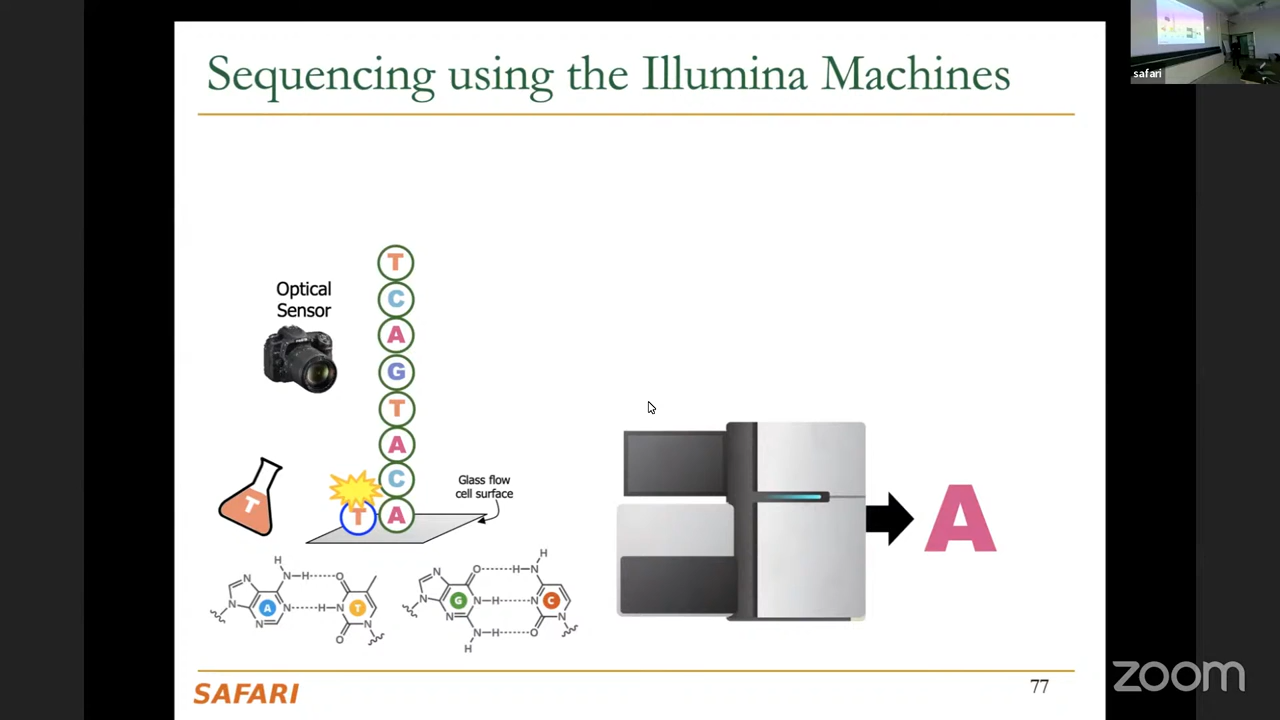 safari
Sequencing using the Illumina Machines
Optical
Sensor
T
C
A
G
T
A
C
A
T
T
Glass flow
cell surface
A
H
N
N
H
O
A
N
H
N
T
N
N
O
N
O
H
N
H
N
G
N
H
N
C
N
N
H
O
N
H
SAFARI
77
zoom